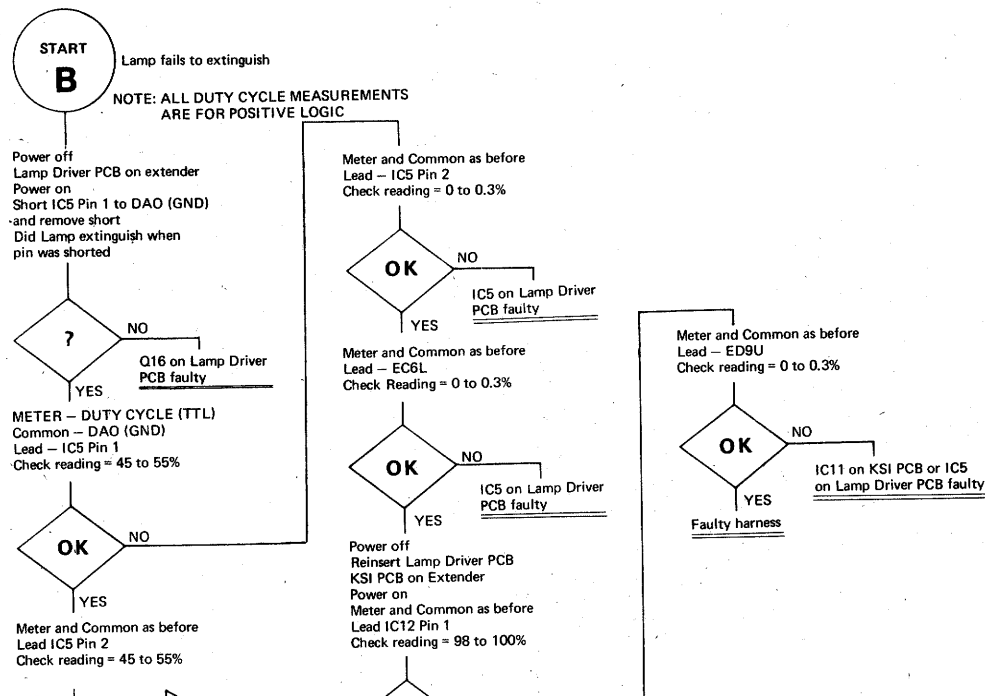 START
B
Lamp fails to extinguish
NOTE: ALL DUTY CYCLE MEASUREMENTS
ARE FOR POSITIVE LOGIC
Power off
Lamp Driver PCB on extender
Power on
Short IC5 Pin 1 to DAO (GND)
and remove short
Did Lamp extinguish when
pin was shorted
?
NO
Q16 on Lamp Driver
PCB faulty
YES
METER – DUTY CYCLE (TTL)
Common – DAO (GND)
Lead – IC5 Pin 1
Check reading = 45 to 55%
OK
NO
YES
Meter and Common as before
Lead IC5 Pin 2
Check reading = 45 to 55%
Meter and Common as before
Lead – IC5 Pin 2
Check reading = 0 to 0.3%
OK
NO
IC5 on Lamp Driver
PCB faulty
YES
Meter and Common as before
Lead – EC6L
Check Reading = 0 to 0.3%
OK
NO
IC5 on Lamp Driver
PCB faulty
YES
Power off
Reinsert Lamp Driver PCB
KSI PCB on Extender
Power on
Meter and Common as before
Lead IC12 Pin 1
Check reading = 98 to 100%
Meter and Common as before
Lead – ED9U
Check reading = 0 to 0.3%
OK
NO
IC11 on KSI PCB or IC5
on Lamp Driver PCB faulty
YES
Faulty harness